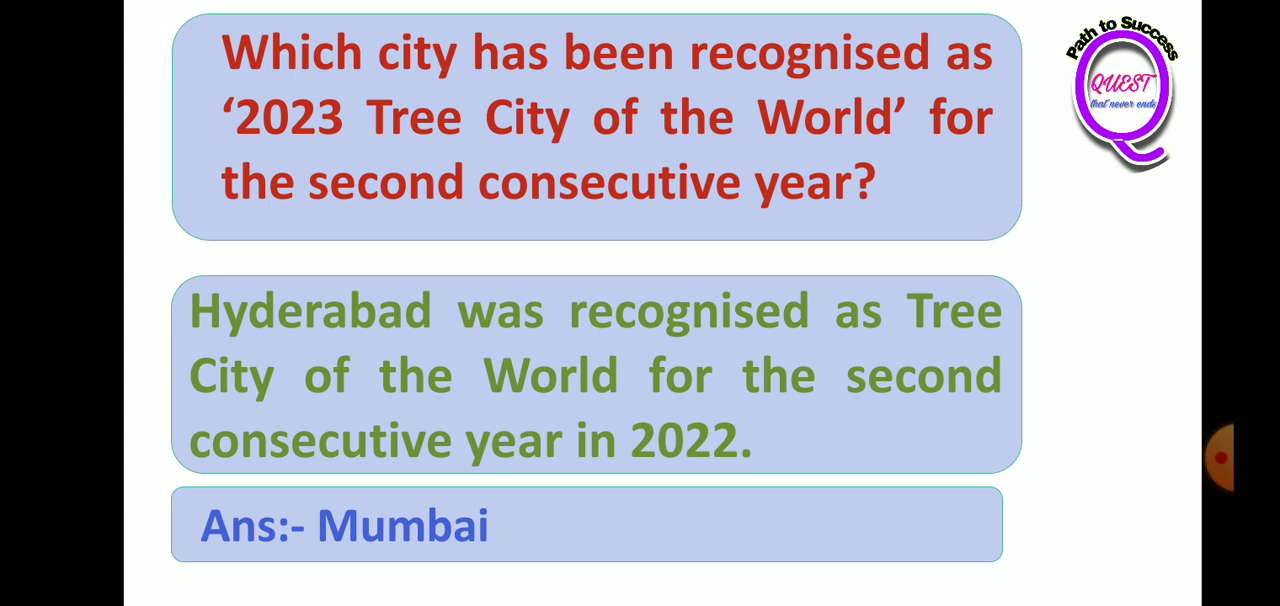 Which city has been recognised as
‘2023 Tree City of the World’ for
the second consecutive year?
Path to Success
QUEST
that never ends
Hyderabad was recognised as Tree
City of the World for the second
consecutive year in 2022.
Ans:- Mumbai